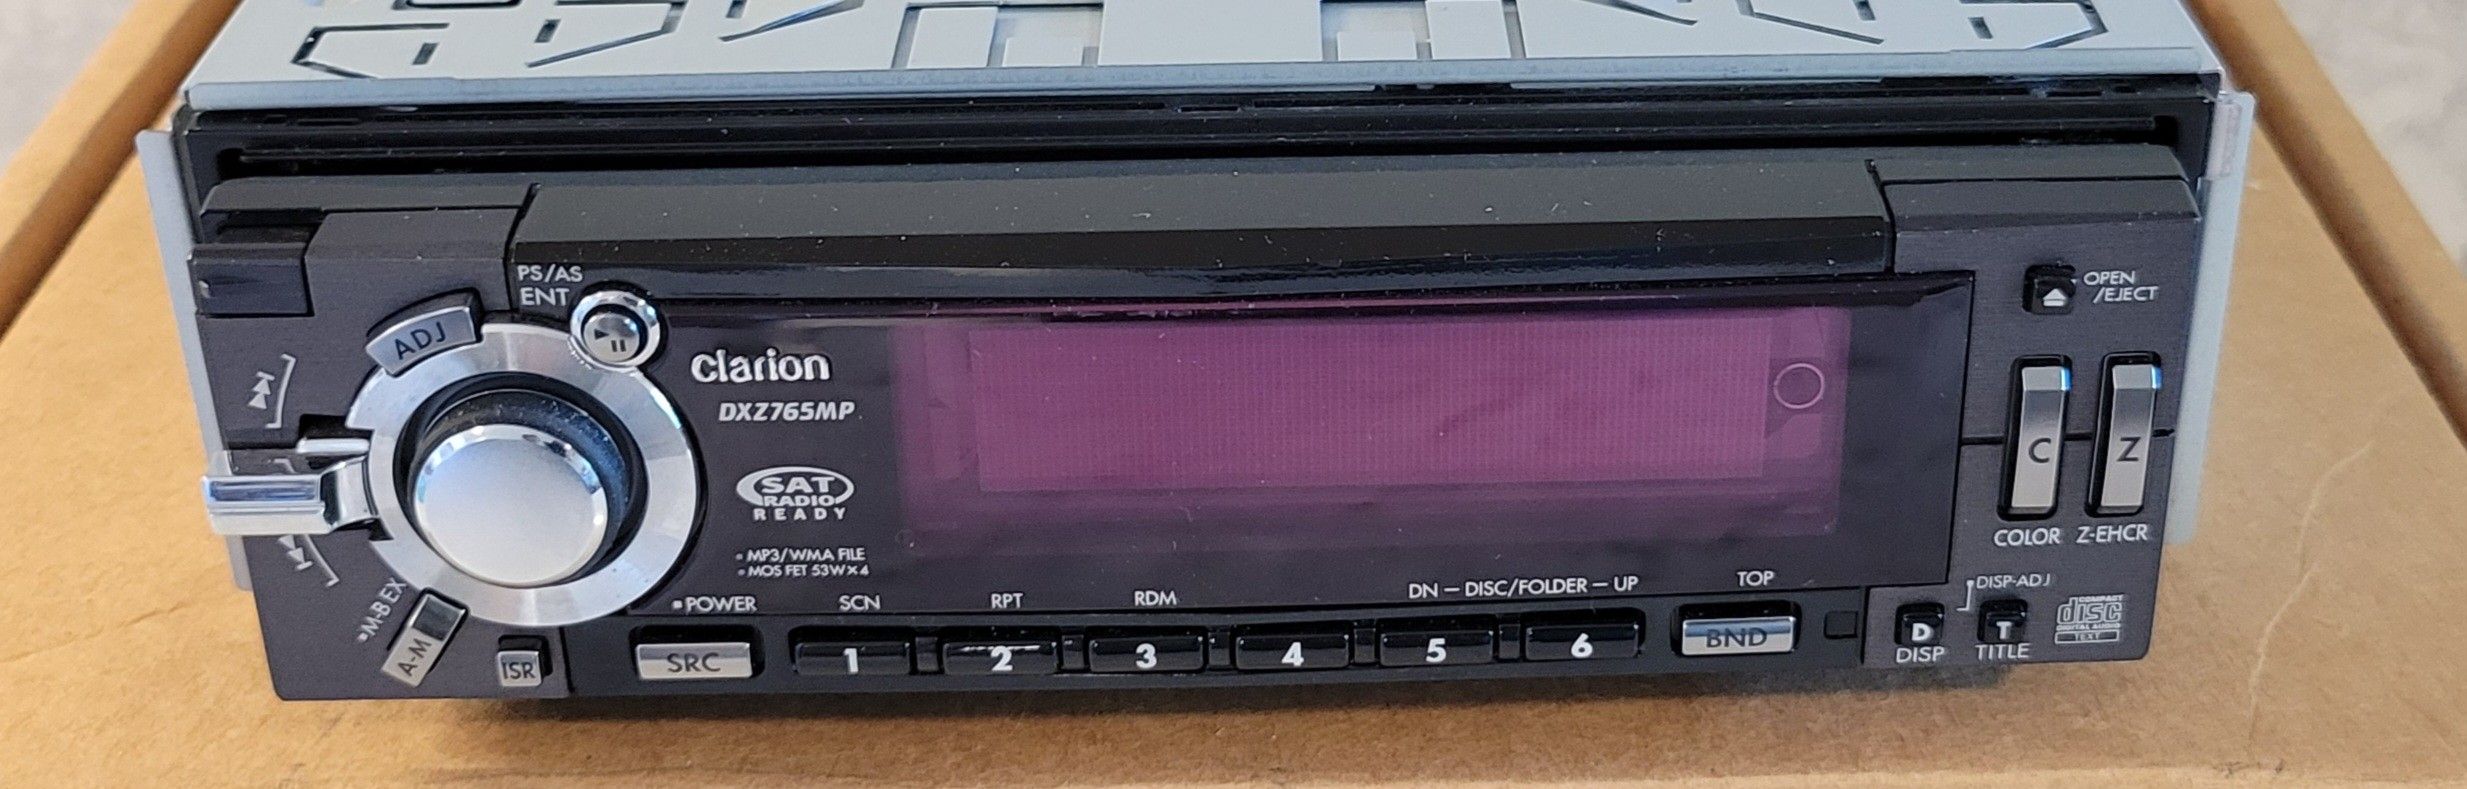 PS/AS
ENT
ADJ
Clarion
DXZ765MP
SAT
RADIO
READY
MP3/WMA FILE
MOS FET 53W×4
OPEN
/EJECT
C
Z
COLOR
Z-EHCR
M-B EX
A-M
ISR
POWER
SCN
RPT
RDM
DN – DISC/FOLDER – UP
TOP
SRC
1
2
3
4
5
6
BND
DISP-ADJ
D
T
DISP
TITLE
COMPACT
disc
DIGITAL AUDIO
TEXT